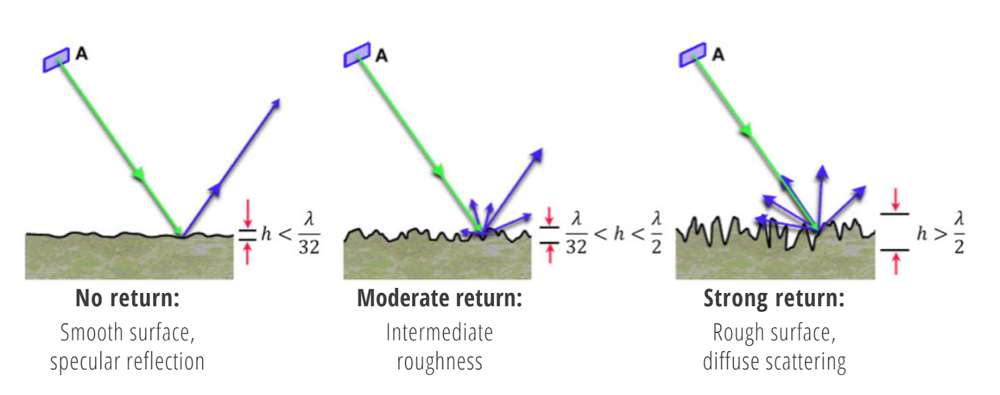 A
A
A
h < λ/32
λ/32 < h < λ/2
h > λ/2
No return:
Smooth surface,
specular reflection
Moderate return:
Intermediate
roughness
Strong return:
Rough surface,
diffuse scattering